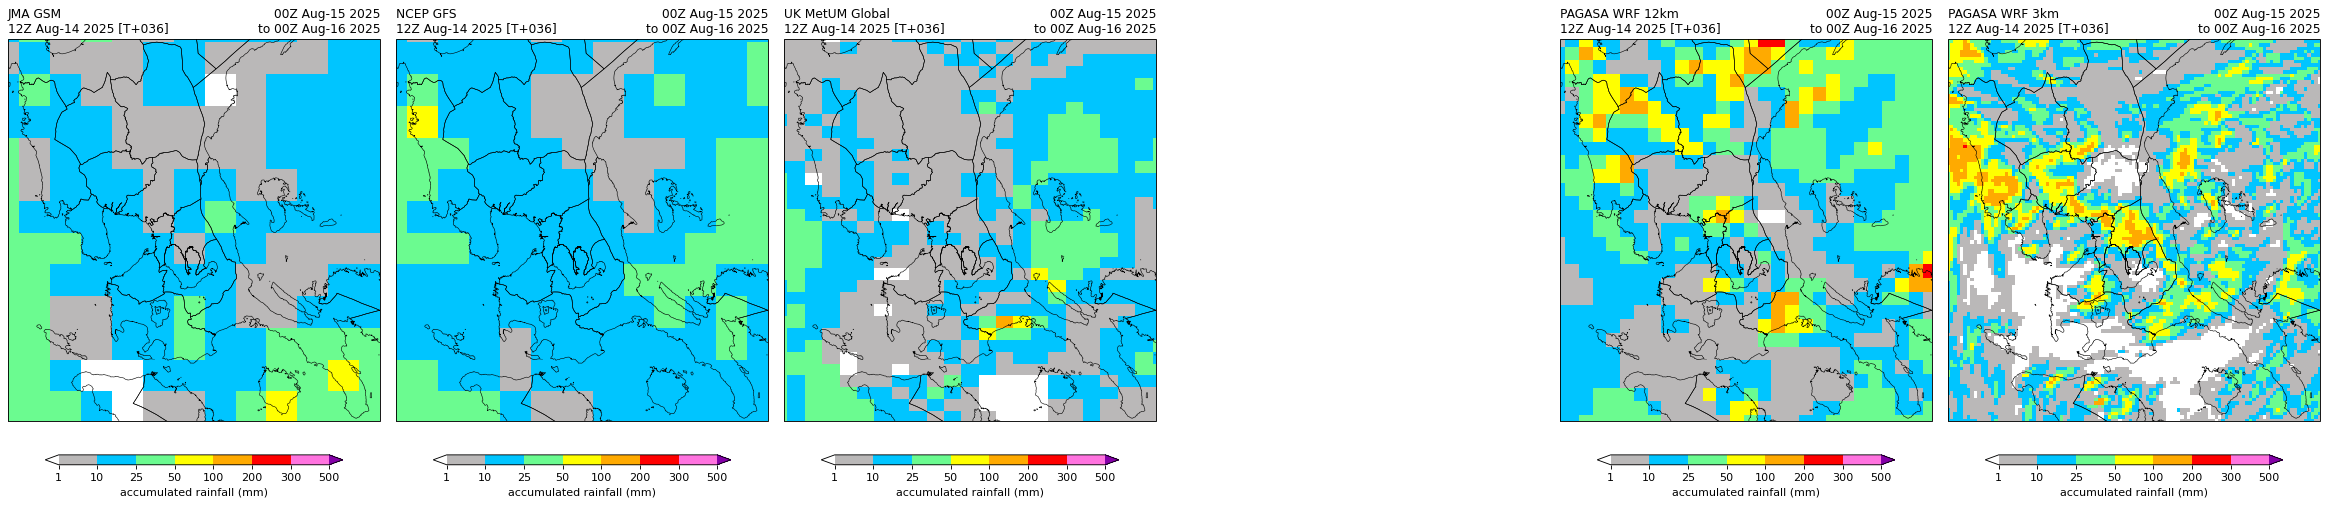 JMA GSM 00Z Aug-15 2025
12Z Aug-14 2025 [T+036] to 00Z Aug-16 2025
1 10 25 50 100 200 300 500
accumulated rainfall (mm)
NCEP GFS 00Z Aug-15 2025
12Z Aug-14 2025 [T+036] to 00Z Aug-16 2025
1 10 25 50 100 200 300 500
accumulated rainfall (mm)
UK MetUM Global 00Z Aug-15 2025
12Z Aug-14 2025 [T+036] to 00Z Aug-16 2025
1 10 25 50 100 200 300 500
accumulated rainfall (mm)
PAGASA WRF 12km 00Z Aug-15 2025
12Z Aug-14 2025 [T+036] to 00Z Aug-16 2025
1 10 25 50 100 200 300 500
accumulated rainfall (mm)
PAGASA WRF 3km 00Z Aug-15 2025
12Z Aug-14 2025 [T+036] to 00Z Aug-16 2025
1 10 25 50 100 200 300 500
accumulated rainfall (mm)